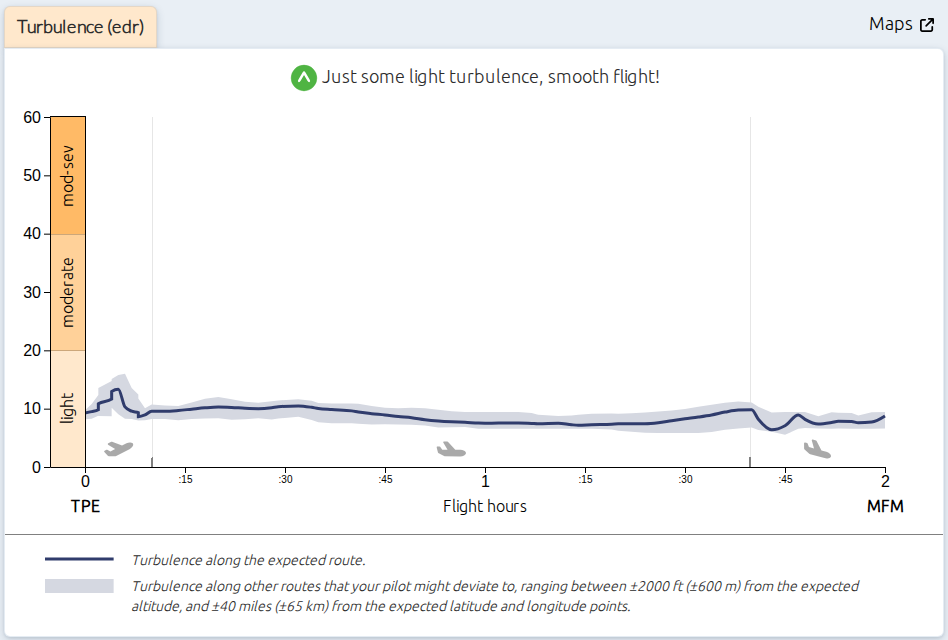 Turbulence (edr)
Maps
Just some light turbulence, smooth flight!
60
50
40
30
20
10
0
mod-sev
moderate
light
0
:15
:30
:45
1
:15
:30
:45
2
TPE
Flight hours
MFM
Turbulence along the expected route.
Turbulence along other routes that your pilot might deviate to, ranging between ±2000 ft (±600 m) from the expected
altitude, and ±40 miles (±65 km) from the expected latitude and longitude points.